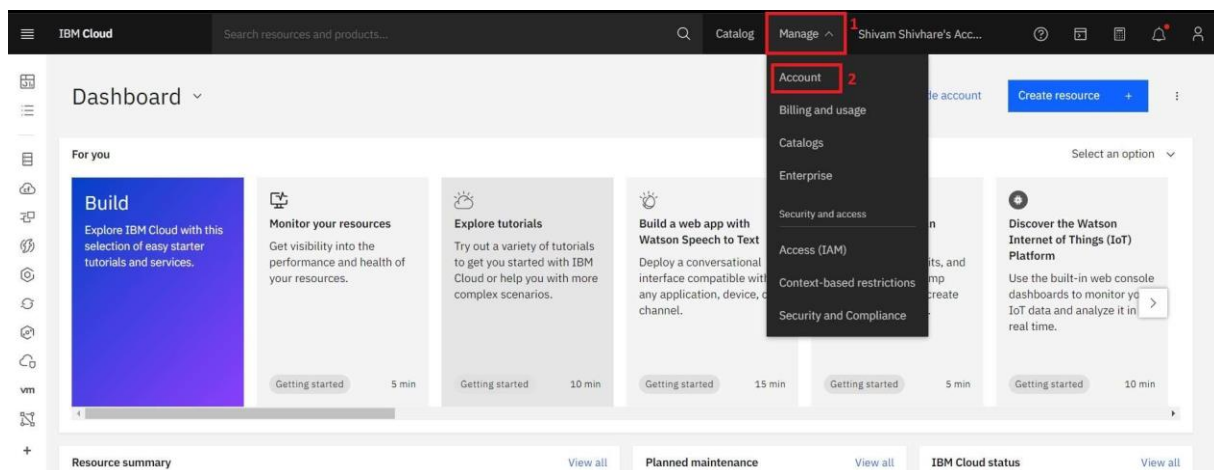 IBM Cloud
Search resources and products...
Catalog
Manage
1
Shivam Shivhare's Acc...
Account
2
Billing and usage
Catalogs
Enterprise
Security and access
Access (IAM)
Context-based restrictions
Security and Compliance
Dashboard
de account
Create resource +
For you
Select an option
Build
Explore IBM Cloud with this
selection of easy starter
tutorials and services.
Monitor your resources
Get visibility into the
performance and health of
your resources.
Getting started
5 min
Explore tutorials
Try out a variety of tutorials
to get you started with IBM
Cloud or help you with more
complex scenarios.
Getting started
10 min
Build a web app with
Watson Speech to Text
Deploy a conversational
interface compatible with
any application, device, o
channel.
Getting started
15 min
n
its, and
mp
create
Getting started
5 min
Discover the Watson
Internet of Things (IoT)
Platform
Use the built-in web console
dashboards to monitor yo
IoT data and analyze it in
real time.
Getting started
10 min
vm
+
Resource summary
View all
Planned maintenance
View all
IBM Cloud status
View all